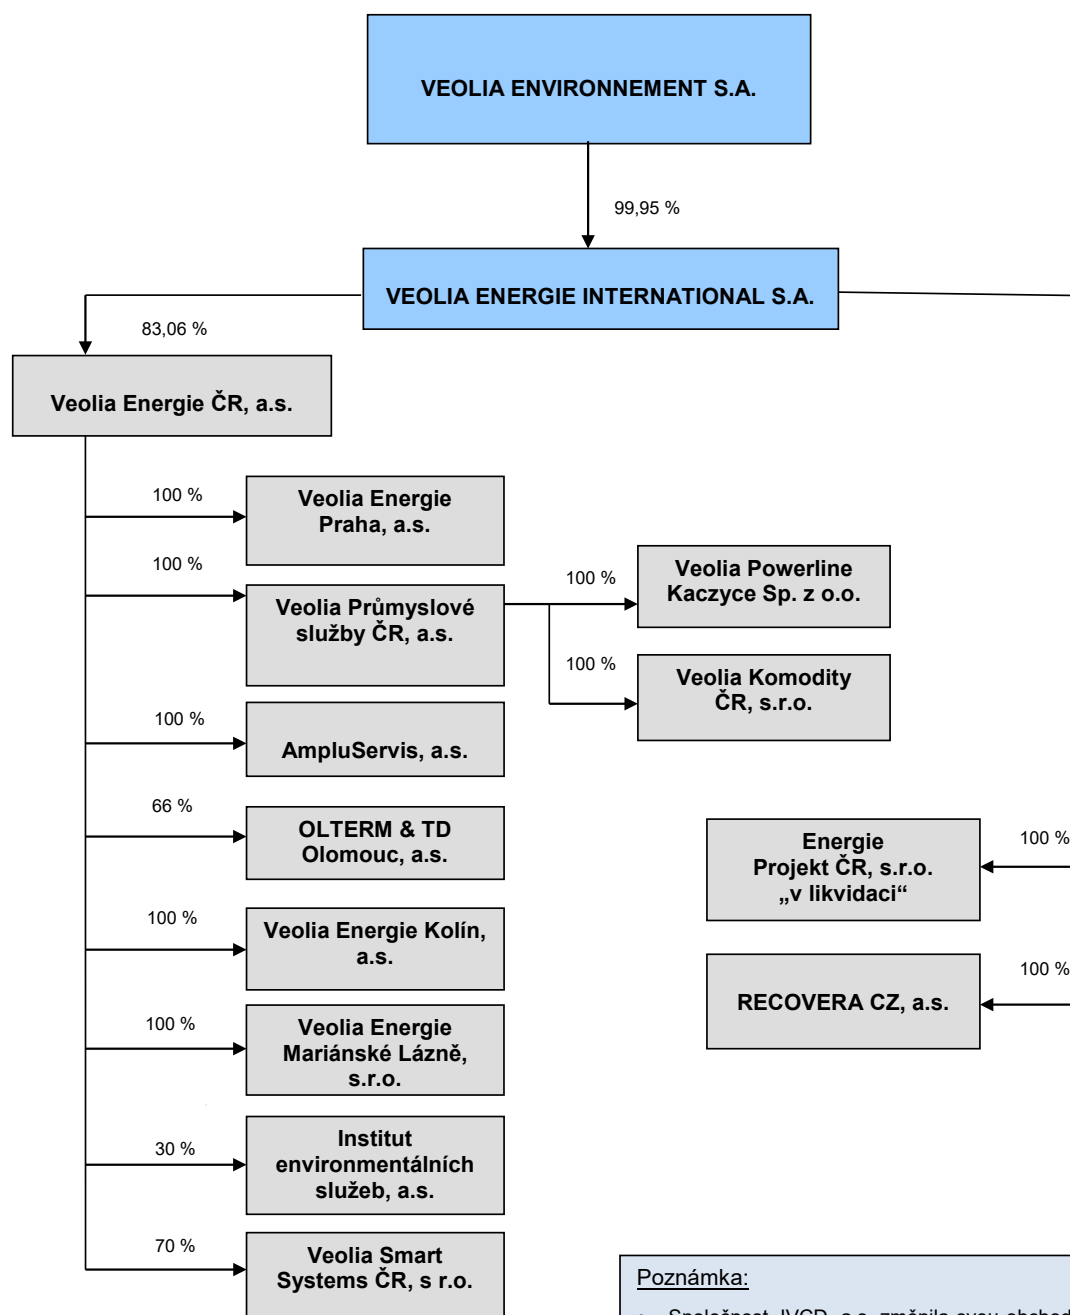 VEOLIA ENVIRONNEMENT S.A.
99,95 %
VEOLIA ENERGIE INTERNATIONAL S.A.
83,06 %
Veolia Energie ČR, a.s.
100 %
Veolia Energie
Praha, a.s.
100 %
Veolia Průmyslové
služby ČR, a.s.
100 %
Veolia Powerline
Kaczyce Sp. z o.o.
100 %
Veolia Komodity
ČR, s.r.o.
100 %
AmpluServis, a.s.
66 %
OLTERM & TD
Olomouc, a.s.
100 %
Energie
Projekt ČR, s.r.o.
„v likvidaci“
100 %
Veolia Energie Kolín,
a.s.
100 %
RECOVERA CZ, a.s.
100 %
Veolia Energie
Mariánské Lázně,
s.r.o.
30 %
Institut
environmentálních
služeb, a.s.
70 %
Veolia Smart
Systems ČR, s r.o.
Poznámka: